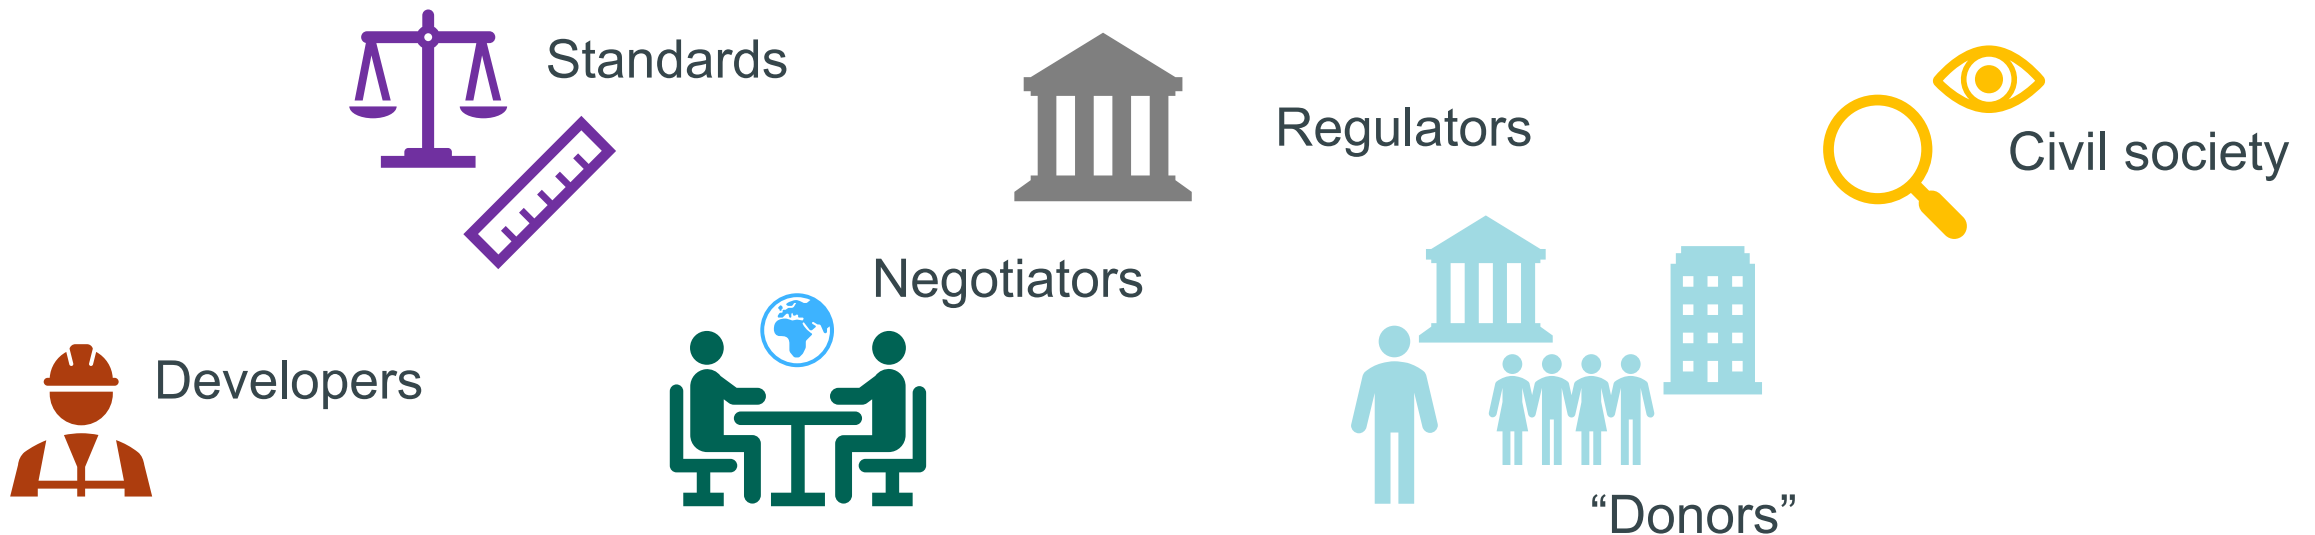 Standards
Regulators
Civil society
Negotiators
Developers
“Donors”